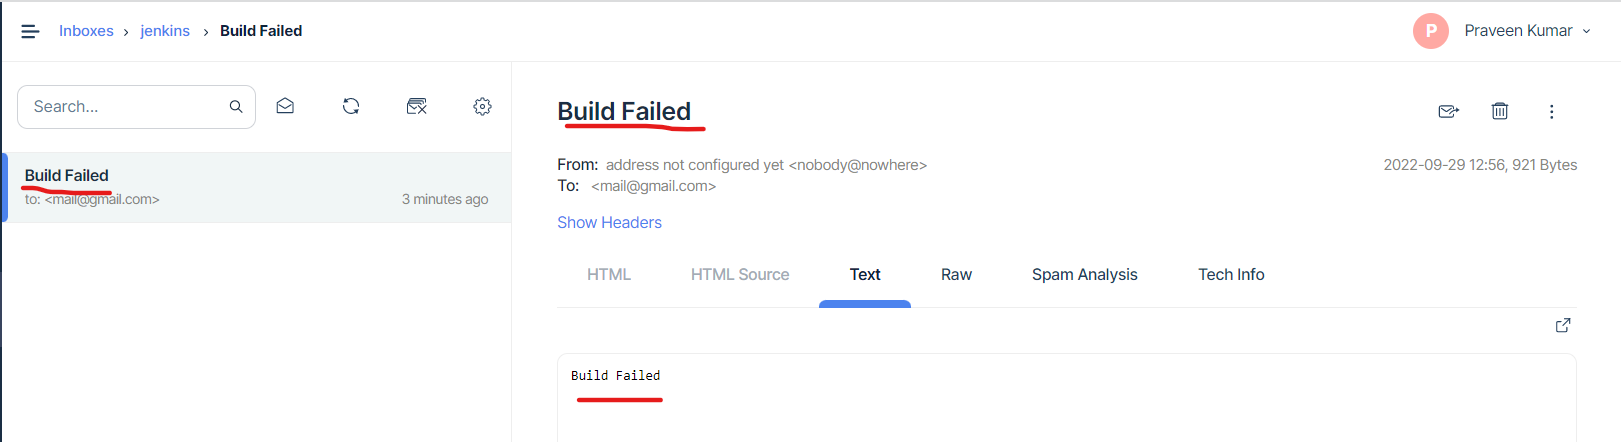 Inboxes › jenkins › Build Failed
P Praveen Kumar
Search...
Build Failed
to: <mail@gmail.com> 3 minutes ago
Build Failed
From: address not configured yet <nobody@nowhere> 2022-09-29 12:56, 921 Bytes
To: <mail@gmail.com>
Show Headers
HTML HTML Source Text Raw Spam Analysis Tech Info
Build Failed